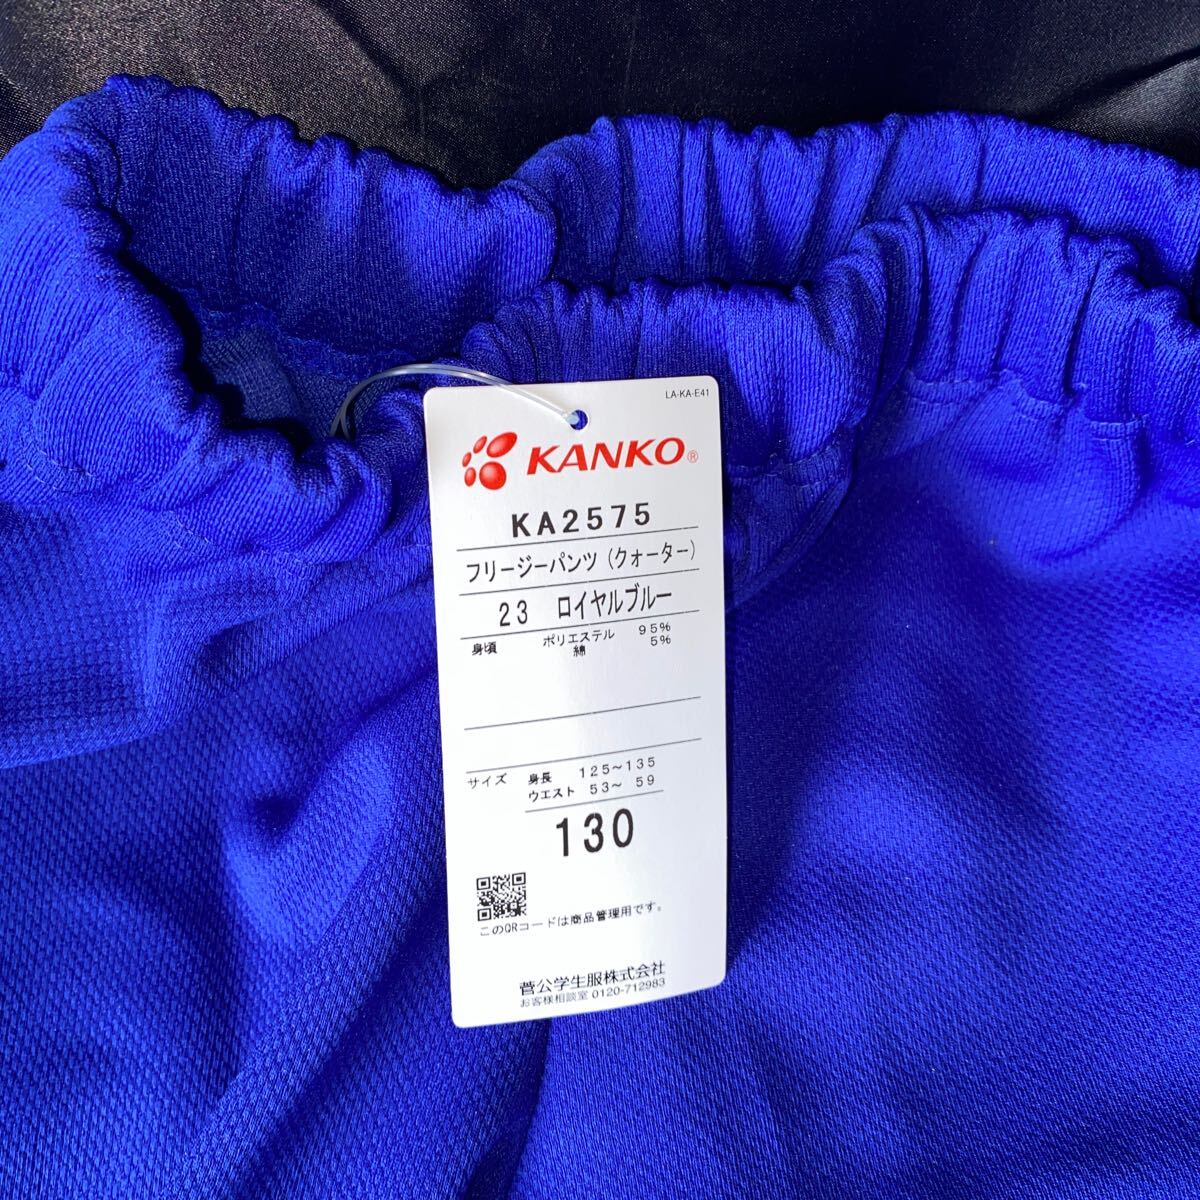 LA-KA-E41
KANKO®
KA2575
フリージーパンツ(クォーター)
23 ロイヤルブルー
身頃 ポリエステル 95%
綿 5%
サイズ 身長 125~135
ウエスト 53~ 59
130
このQRコードは商品管理用です。
菅公学生服株式会社
お客様相談室 0120-712983